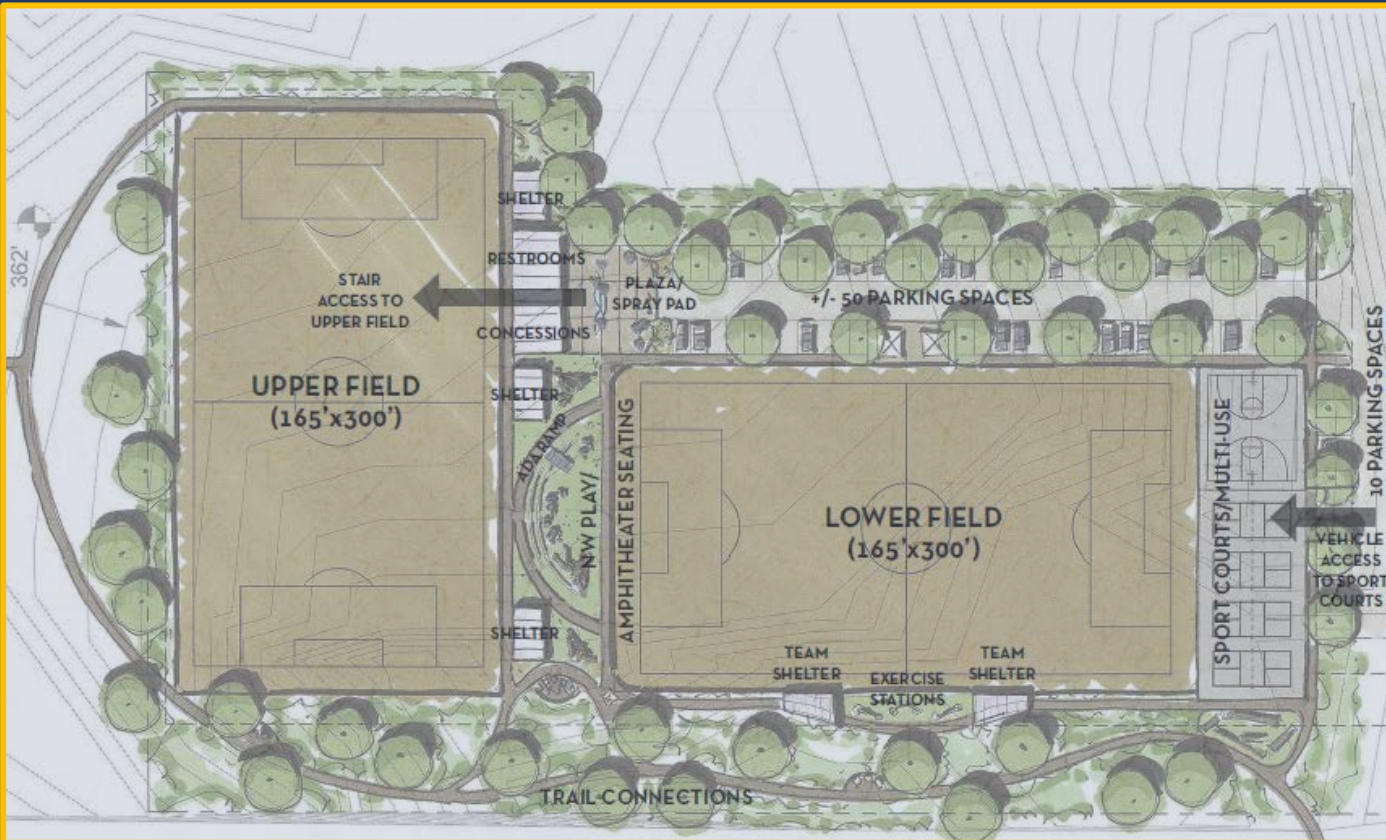 SHELTER
RESTROOMS
STAIR
ACCESS TO
UPPER FIELD
PLAZA/
SPRAY PAD
+/- 50 PARKING SPACES
CONCESSIONS
362'
UPPER FIELD
(165'x300')
SHELTER
ADA RAMP
NW PLAY/
AMPHITHEATER SEATING
LOWER FIELD
(165'x300')
SPORT COURTS/MULTI-USE
10 PARKING SPACES
VEHICLE
ACCESS
TO SPORT
COURTS
SHELTER
TEAM
SHELTER
EXERCISE
STATIONS
TEAM
SHELTER
TRAIL CONNECTIONS